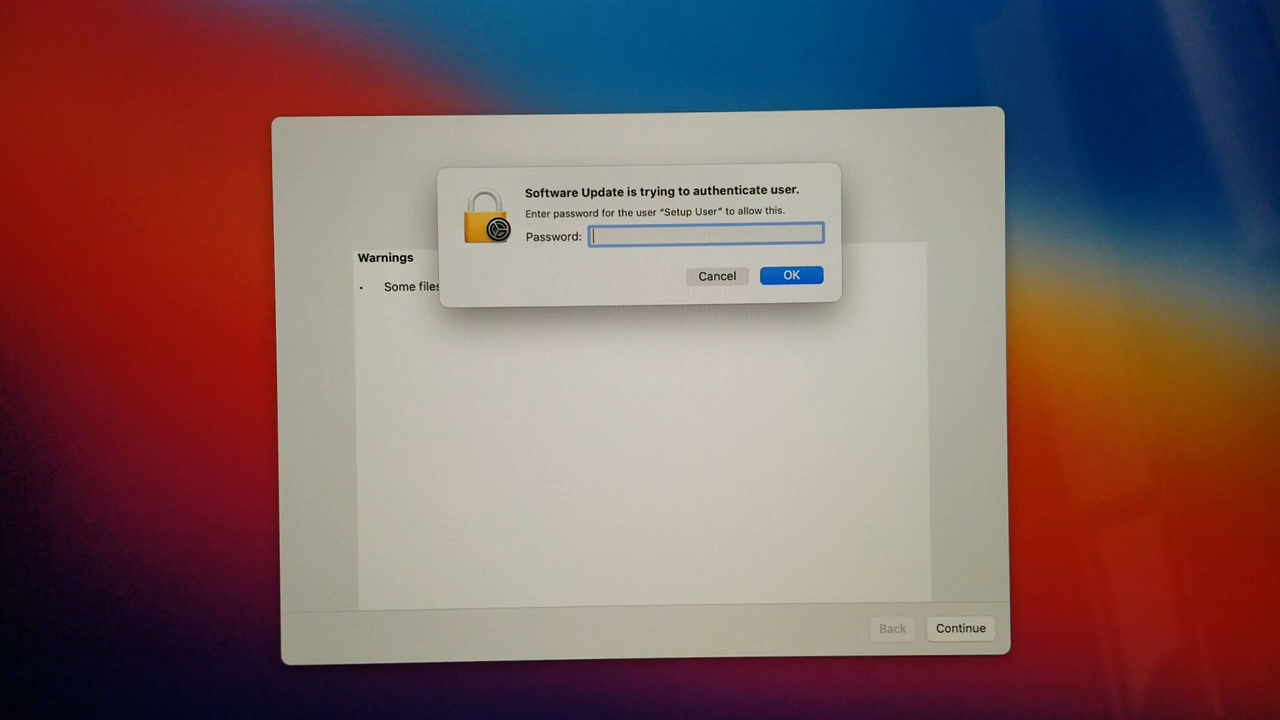 Software Update is trying to authenticate user.
Enter password for the user “Setup User” to allow this.
Password:
Cancel
OK
Warnings
• Some files
Back
Continue